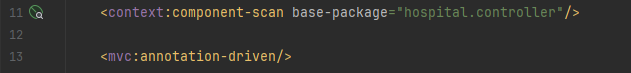 11 <context:component-scan base-package="hospital.controller"/>
12
13 <mvc:annotation-driven/>